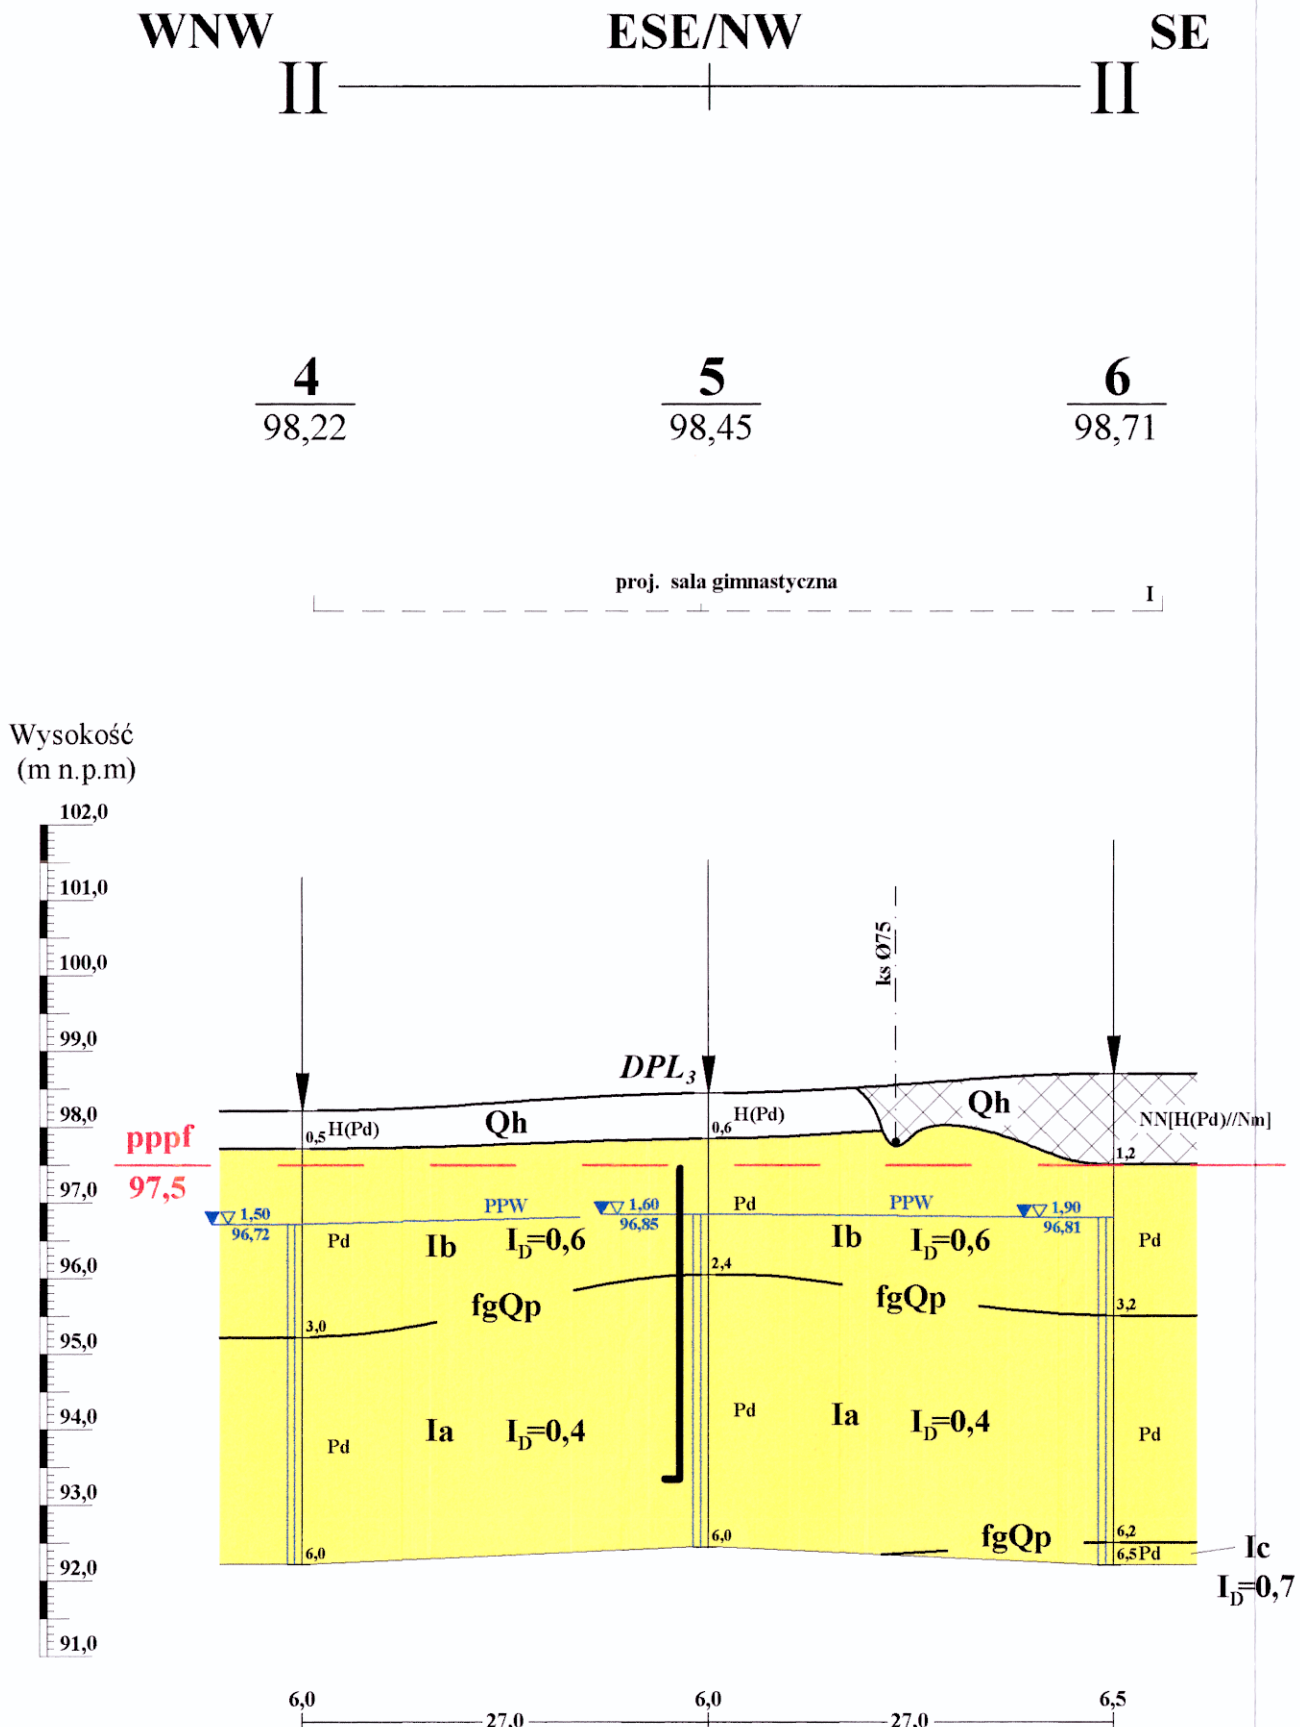 WNW ESE/NW SE
II II
4 5 6
98,22 98,45 98,71
proj. sala gimnastyczna I
Wysokość
(m n.p.m)
102,0
101,0
100,0
ks Ø75
99,0
DPL3
98,0
H(Pd) Qh H(Pd) Qh NN[H(Pd)//Nm]
0,5 0,6 1,2
pppf
97,5
97,0
1,50 PPW 1,60 Pd PPW 1,90
96,72 96,85 96,81
Pd Ib ID=0,6 Ib ID=0,6 Pd
96,0
2,4
fgQp fgQp
3,0 3,2
95,0
94,0
Pd Ia ID=0,4 Pd Ia ID=0,4 Pd
93,0
6,0 6,0 fgQp 6,2
92,0
6,5 Pd Ic
ID=0,7
91,0
6,0 6,0 6,5
27,0 27,0